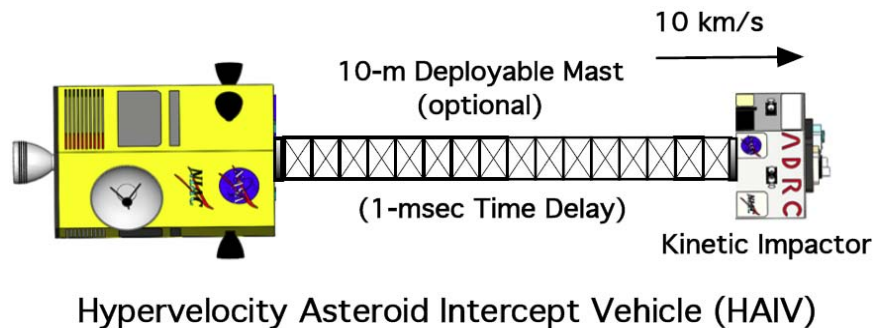 10 km/s
10-m Deployable Mast
(optional)
(1-msec Time Delay)
ADRC
Kinetic Impactor
Hypervelocity Asteroid Intercept Vehicle (HAIV)